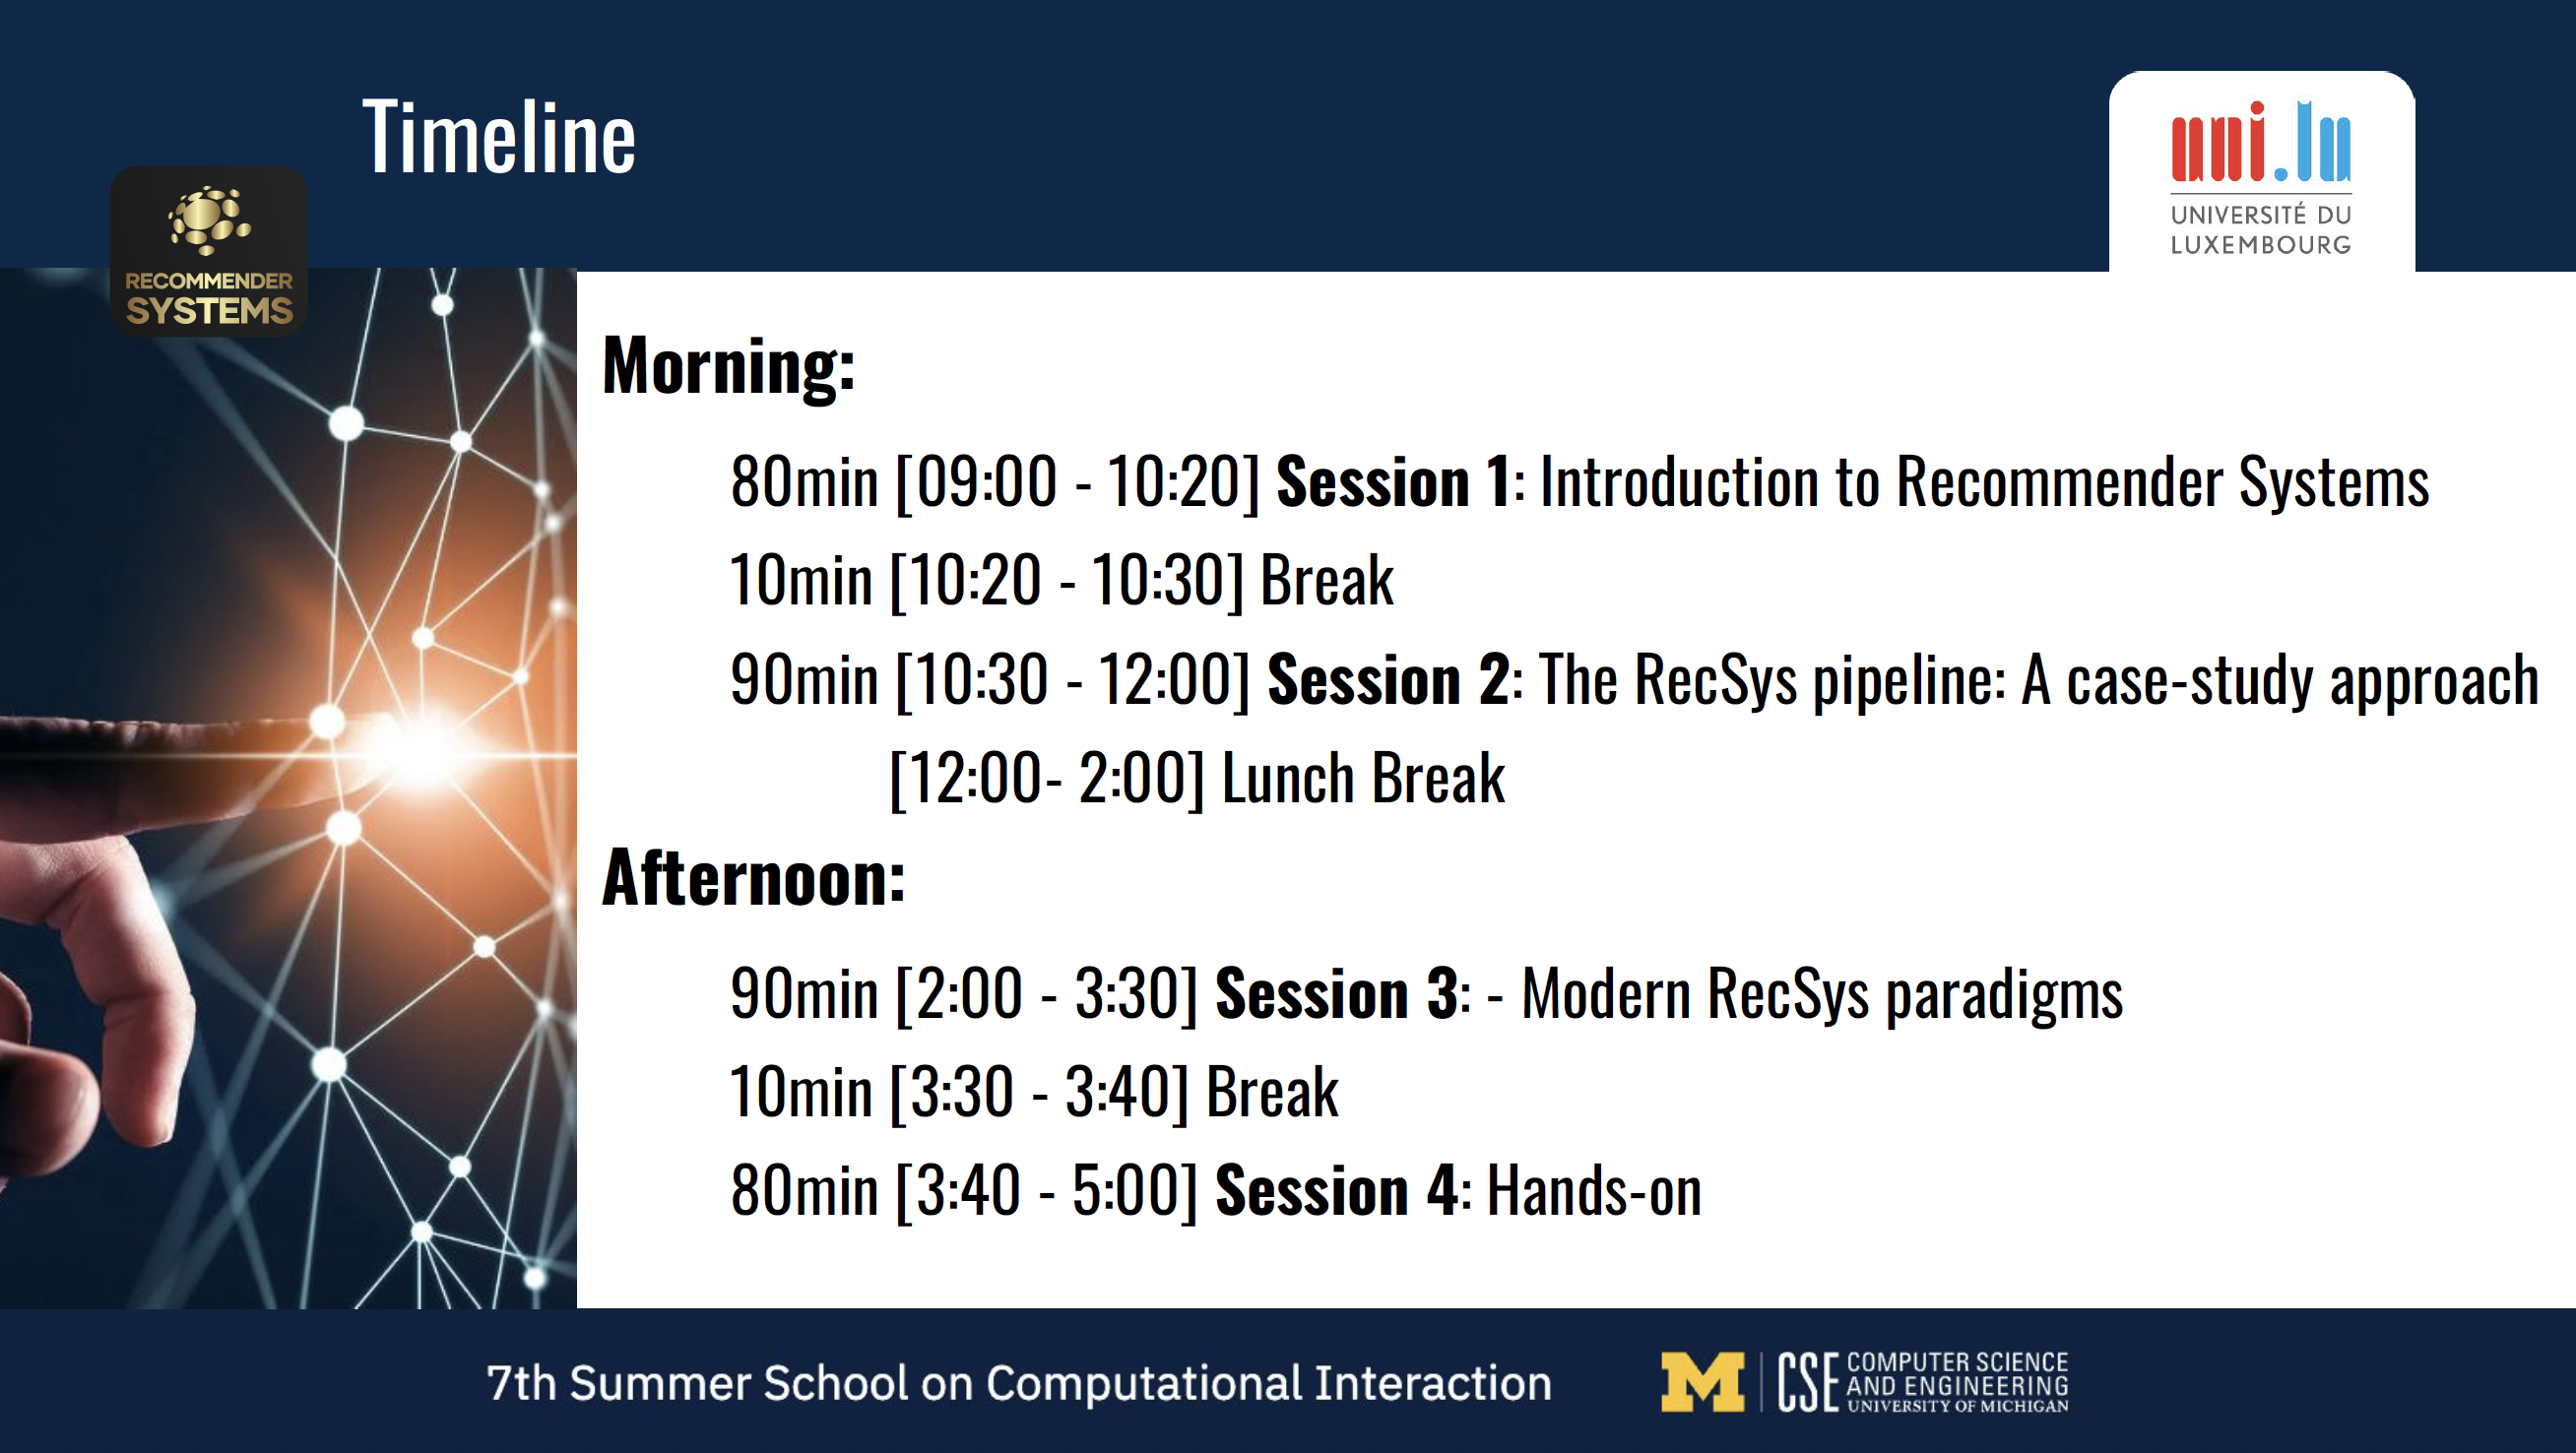 Timeline
uni.lu
UNIVERSITÉ DU
LUXEMBOURG
RECOMMENDER
SYSTEMS
Morning:
80min [09:00 - 10:20] Session 1: Introduction to Recommender Systems
10min [10:20 - 10:30] Break
90min [10:30 - 12:00] Session 2: The RecSys pipeline: A case-study approach
[12:00- 2:00] Lunch Break
Afternoon:
90min [2:00 - 3:30] Session 3: - Modern RecSys paradigms
10min [3:30 - 3:40] Break
80min [3:40 - 5:00] Session 4: Hands-on
7th Summer School on Computational Interaction
M CSE COMPUTER SCIENCE
AND ENGINEERING
UNIVERSITY OF MICHIGAN